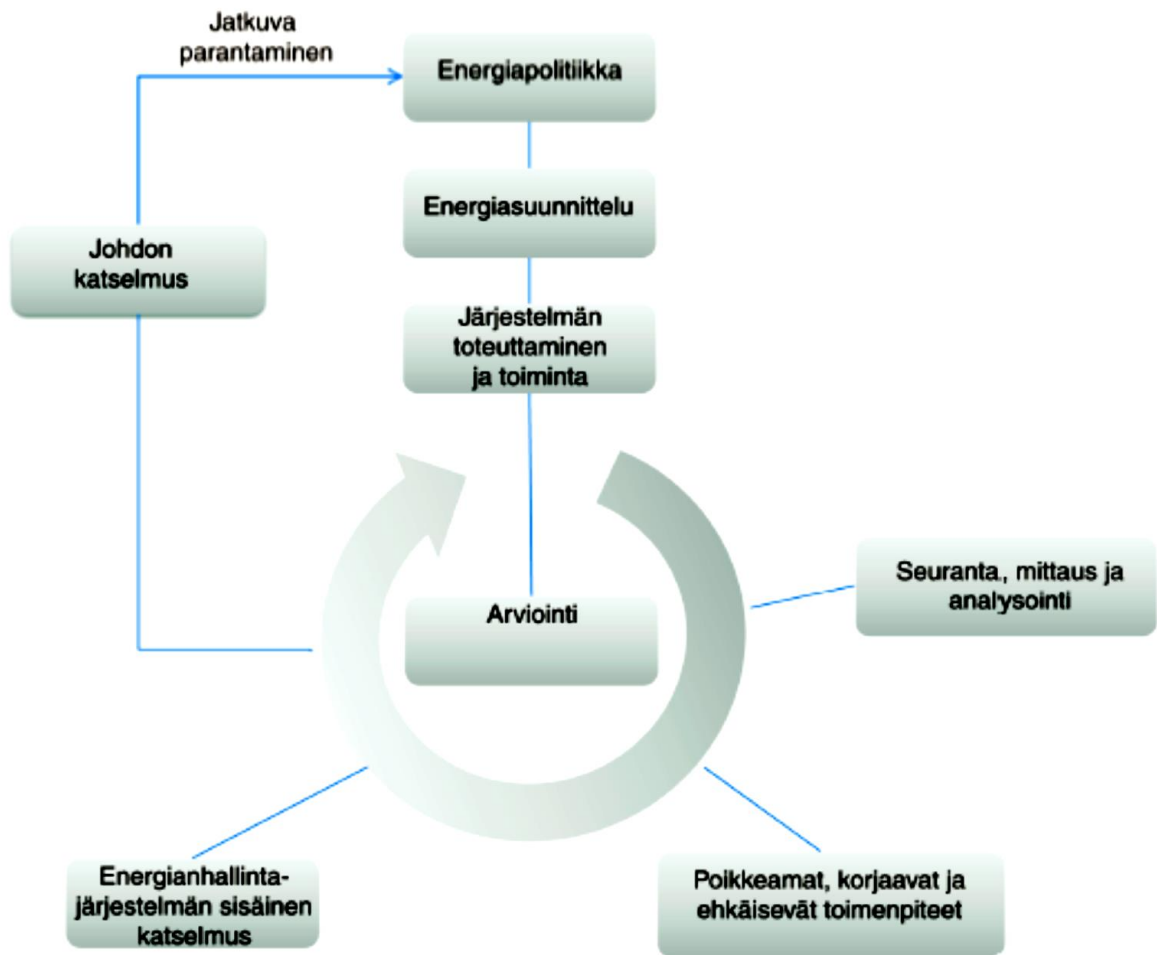 Jatkuva
parantaminen
Energiapolitiikka
Energiasuunnittelu
Johdon
katselmus
Järjestelmän
toteuttaminen
ja toiminta
Seuranta, mittaus ja
analysointi
Arviointi
Energianhallinta-
järjestelmän sisäinen
katselmus
Poikkeamat, korjaavat ja
ehkäisevät toimenpiteet